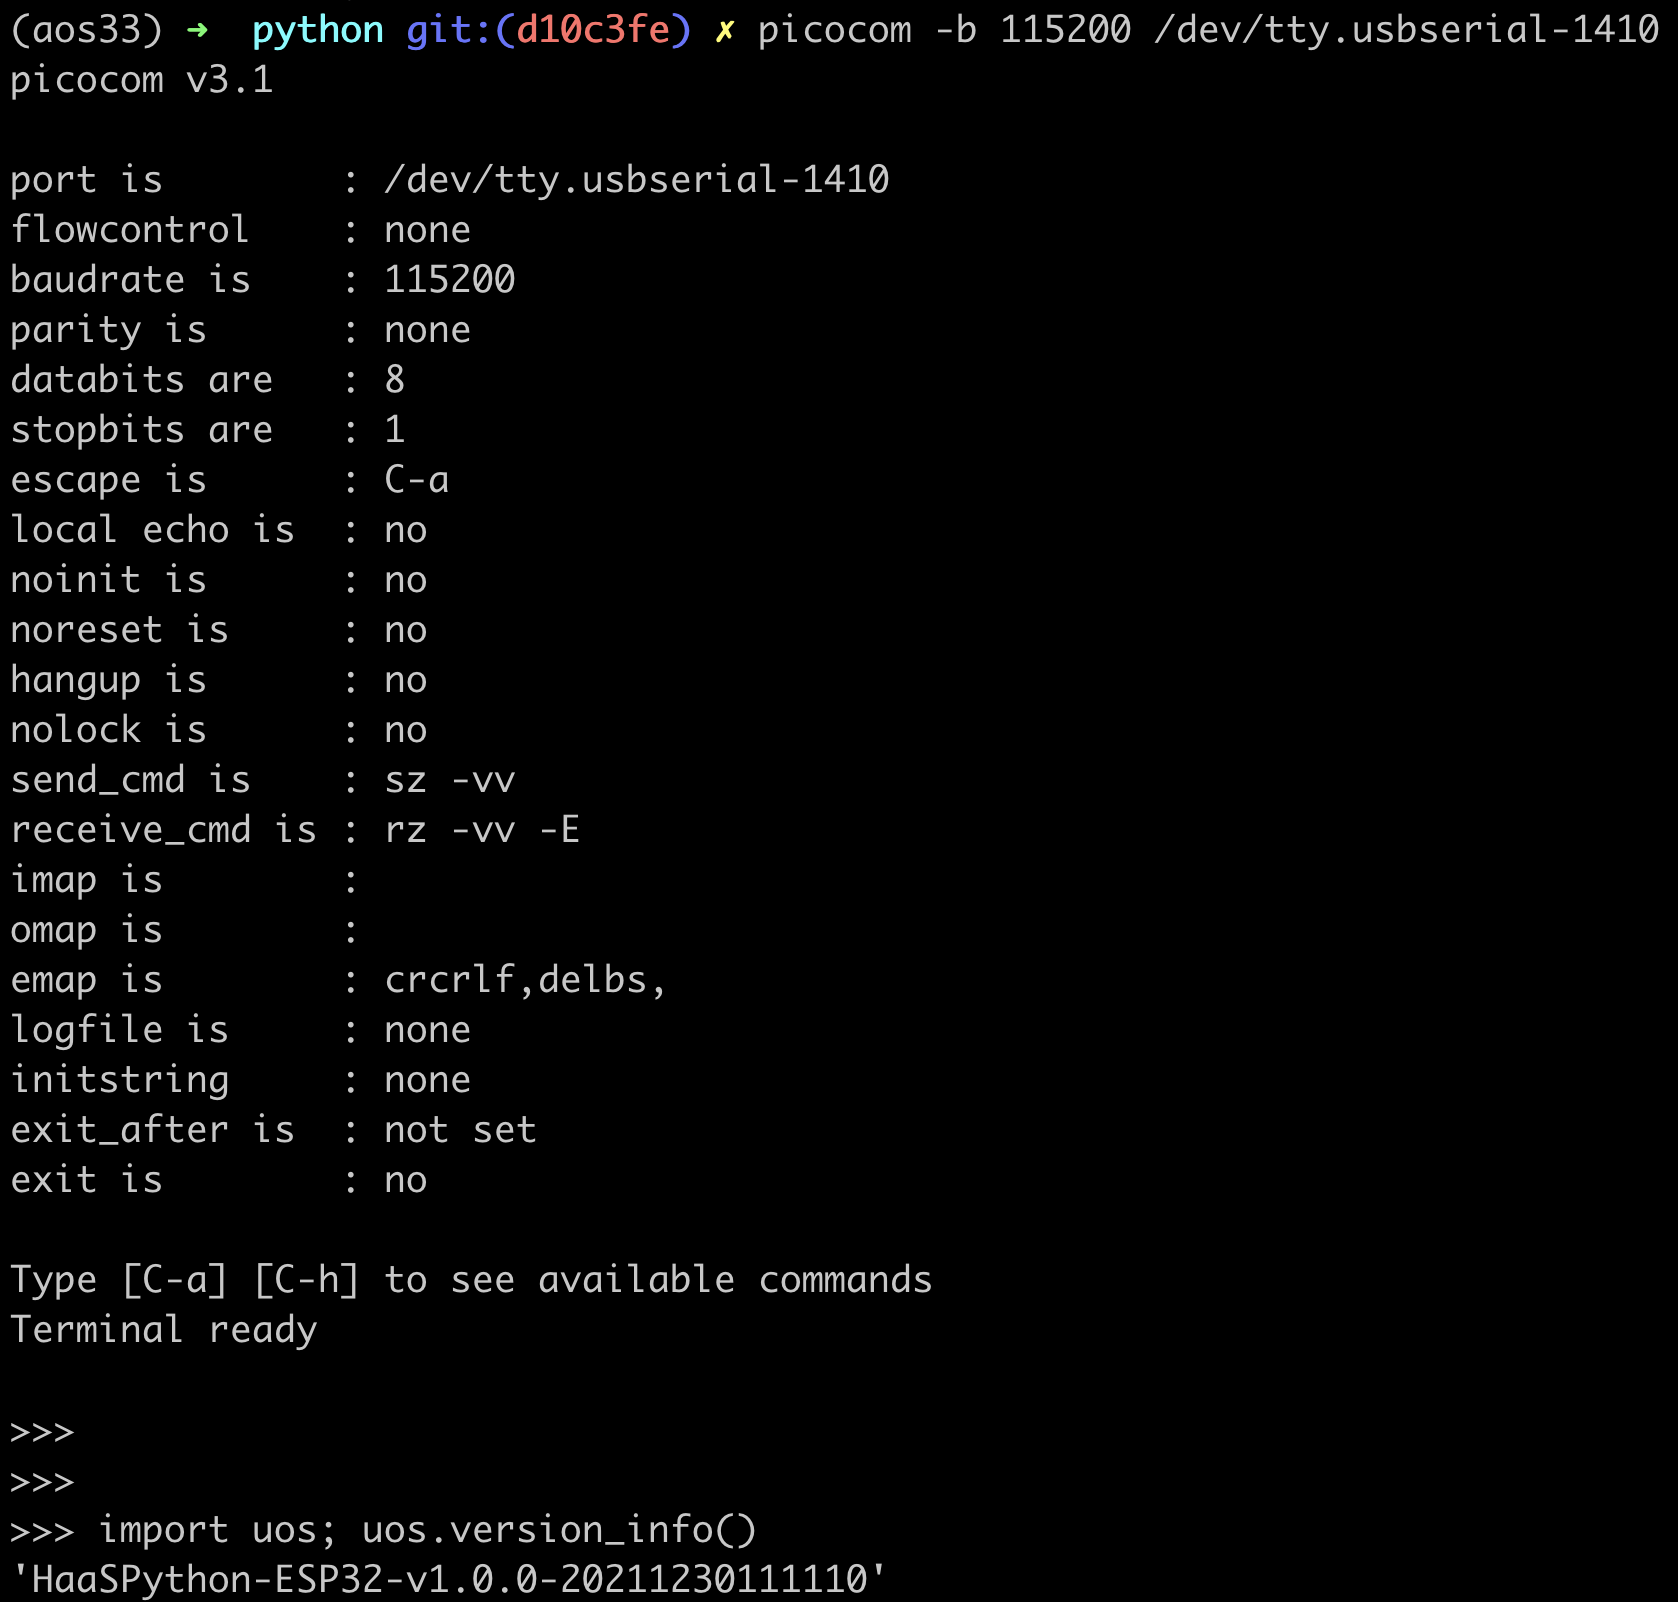 (aos33) ➜  python git:(d10c3fe) ✗ picocom -b 115200 /dev/tty.usbserial-1410
picocom v3.1

port is        : /dev/tty.usbserial-1410
flowcontrol    : none
baudrate is    : 115200
parity is      : none
databits are   : 8
stopbits are   : 1
escape is      : C-a
local echo is  : no
noinit is      : no
noreset is     : no
hangup is      : no
nolock is      : no
send_cmd is    : sz -vv
receive_cmd is : rz -vv -E
imap is        :
omap is        :
emap is        : crcrlf,delbs,
logfile is     : none
initstring     : none
exit_after is  : not set
exit is        : no

Type [C-a] [C-h] to see available commands
Terminal ready

>>>
>>>
>>> import uos; uos.version_info()
'HaaSPython-ESP32-v1.0.0-20211230111110'